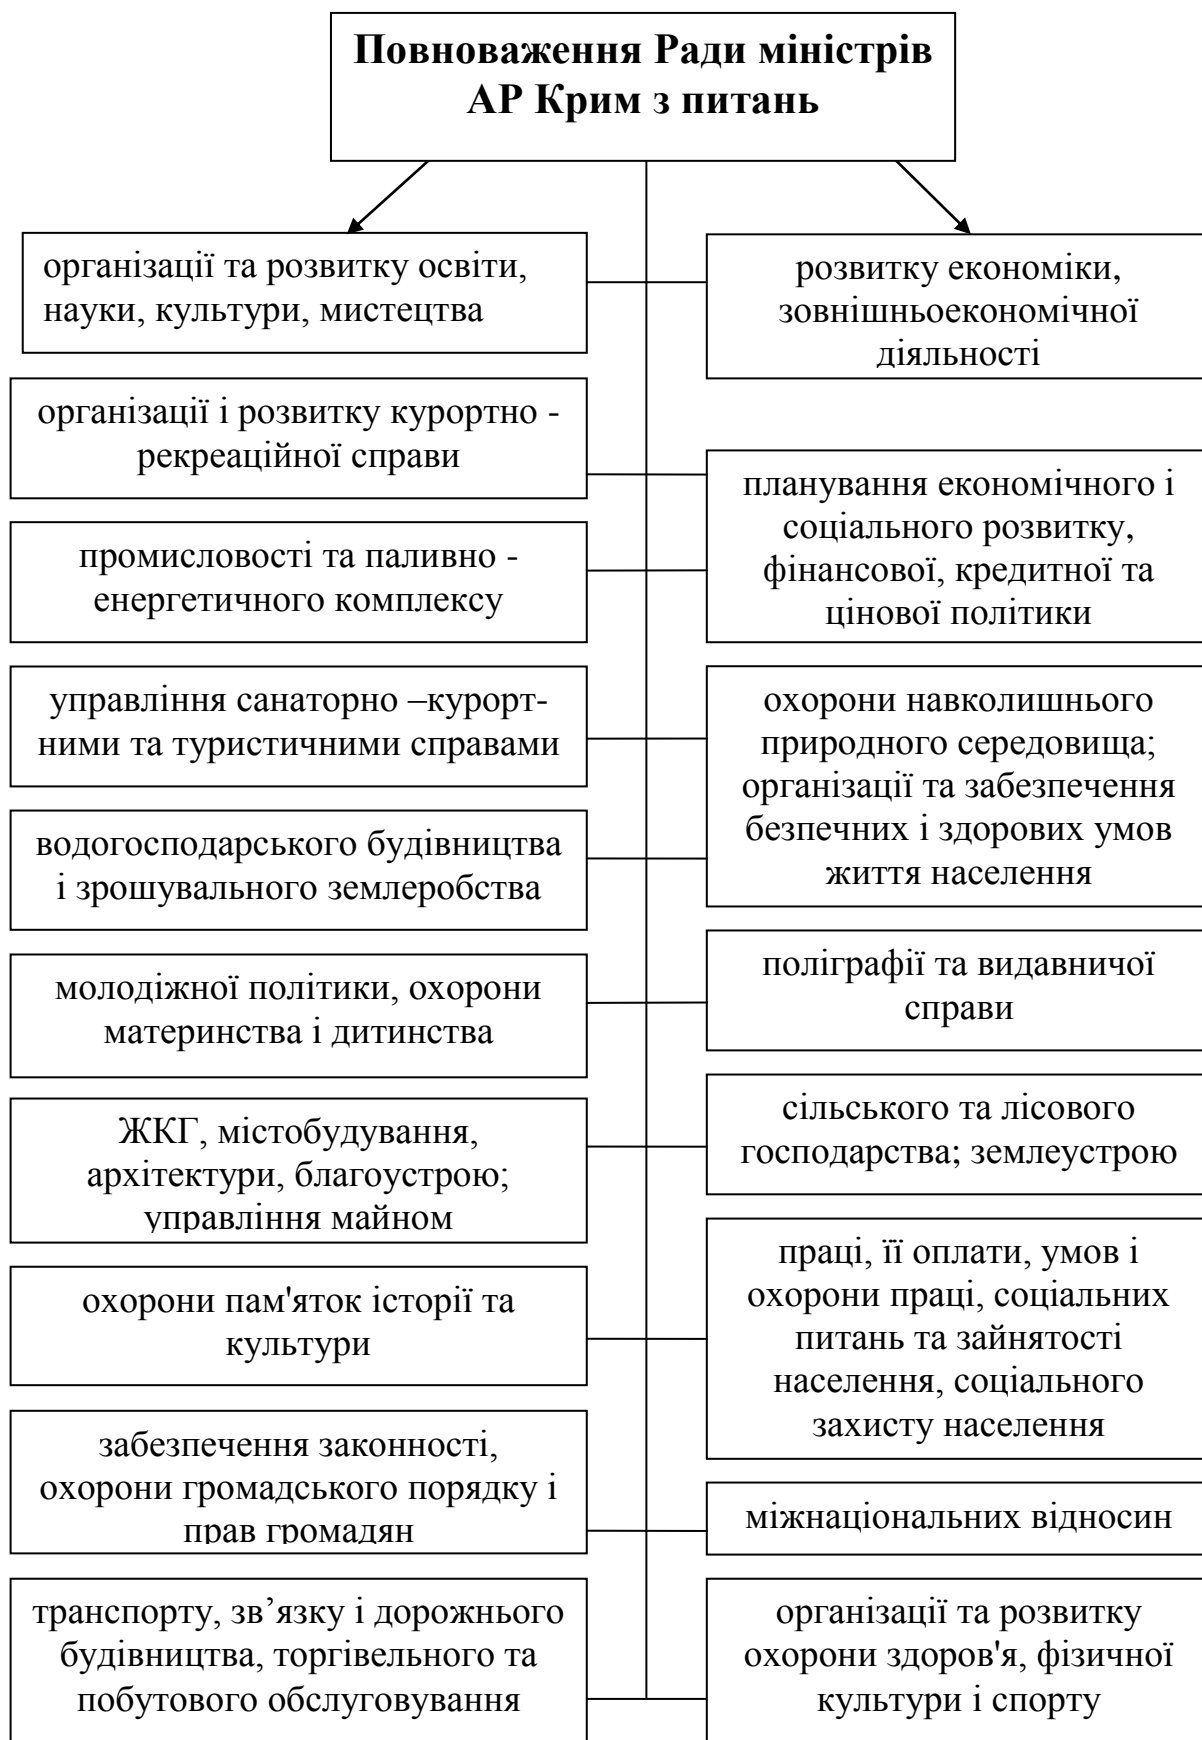 Повноваження Ради міністрів
АР Крим з питань
організації та розвитку освіти,
науки, культури, мистецтва
організації і розвитку курортно -
рекреаційної справи
промисловості та паливно -
енергетичного комплексу
управління санаторно –курорт-
ними та туристичними справами
водогосподарського будівництва
і зрошувального землеробства
молодіжної політики, охорони
материнства і дитинства
ЖКГ, містобудування,
архітектури, благоустрою;
управління майном
охорони пам'яток історії та
культури
забезпечення законності,
охорони громадського порядку і
прав громадян
транспорту, зв’язку і дорожнього
будівництва, торгівельного та
побутового обслуговування
розвитку економіки,
зовнішньоекономічної
діяльності
планування економічного і
соціального розвитку,
фінансової, кредитної та
цінової політики
охорони навколишнього
природного середовища;
організації та забезпечення
безпечних і здорових умов
життя населення
поліграфії та видавничої
справи
сільського та лісового
господарства; землеустрою
праці, її оплати, умов і
охорони праці, соціальних
питань та зайнятості
населення, соціального
захисту населення
міжнаціональних відносин
організації та розвитку
охорони здоров'я, фізичної
культури і спорту